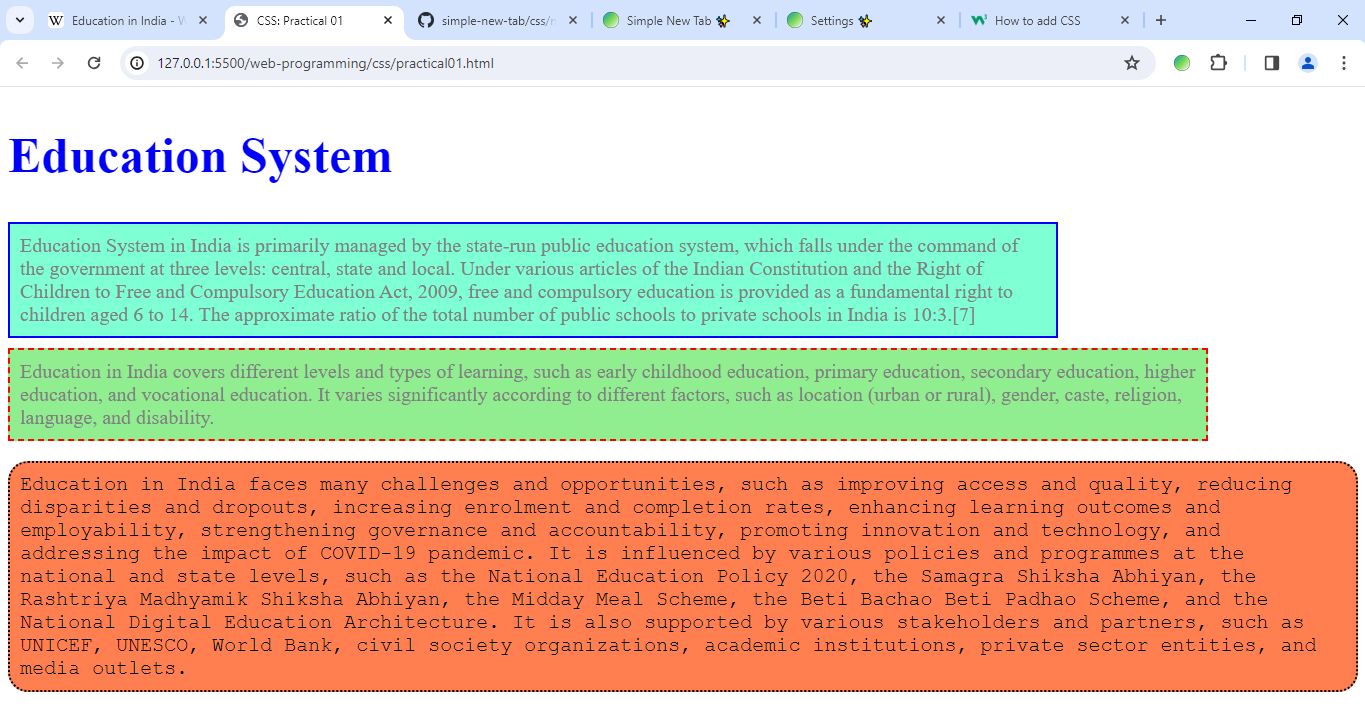 Education in India - W
CSS: Practical 01
simple-new-tab/css/n
Simple New Tab ✨
Settings ✨
How to add CSS
127.0.0.1:5500/web-programming/css/practical01.html
Education System
Education System in India is primarily managed by the state-run public education system, which falls under the command of
the government at three levels: central, state and local. Under various articles of the Indian Constitution and the Right of
Children to Free and Compulsory Education Act, 2009, free and compulsory education is provided as a fundamental right to
children aged 6 to 14. The approximate ratio of the total number of public schools to private schools in India is 10:3.[7]
Education in India covers different levels and types of learning, such as early childhood education, primary education, secondary education, higher
education, and vocational education. It varies significantly according to different factors, such as location (urban or rural), gender, caste, religion,
language, and disability.
Education in India faces many challenges and opportunities, such as improving access and quality, reducing
disparities and dropouts, increasing enrolment and completion rates, enhancing learning outcomes and
employability, strengthening governance and accountability, promoting innovation and technology, and
addressing the impact of COVID-19 pandemic. It is influenced by various policies and programmes at the
national and state levels, such as the National Education Policy 2020, the Samagra Shiksha Abhiyan, the
Rashtriya Madhyamik Shiksha Abhiyan, the Midday Meal Scheme, the Beti Bachao Beti Padhao Scheme, and the
National Digital Education Architecture. It is also supported by various stakeholders and partners, such as
UNICEF, UNESCO, World Bank, civil society organizations, academic institutions, private sector entities, and
media outlets.